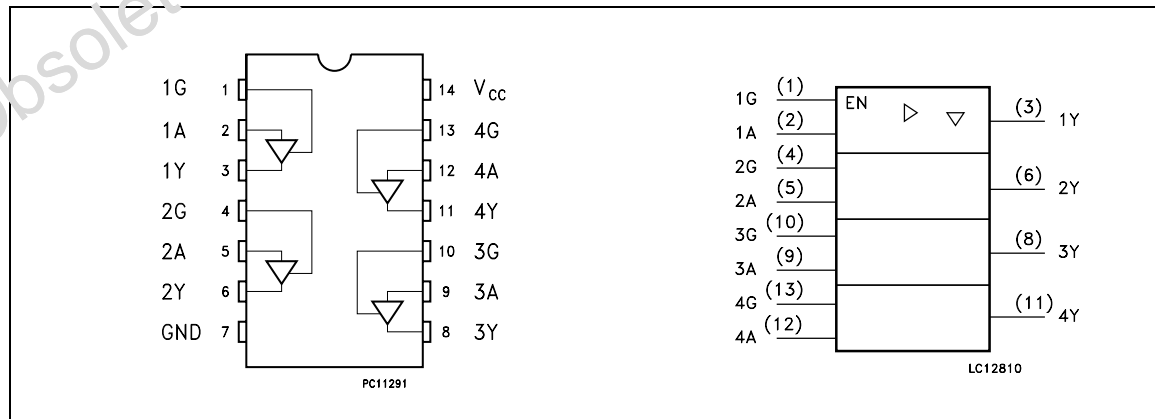 obsolet
1G 1 14 VCC
1A 2 13 4G
1Y 3 12 4A
2G 4 11 4Y
2A 5 10 3G
2Y 6 9 3A
GND 7 8 3Y
PC11291
1G (1) EN (3) 1Y
1A (2)
2G (4) (6) 2Y
2A (5)
3G (10) (8) 3Y
3A (9)
4G (13) (11) 4Y
4A (12)
LC12810